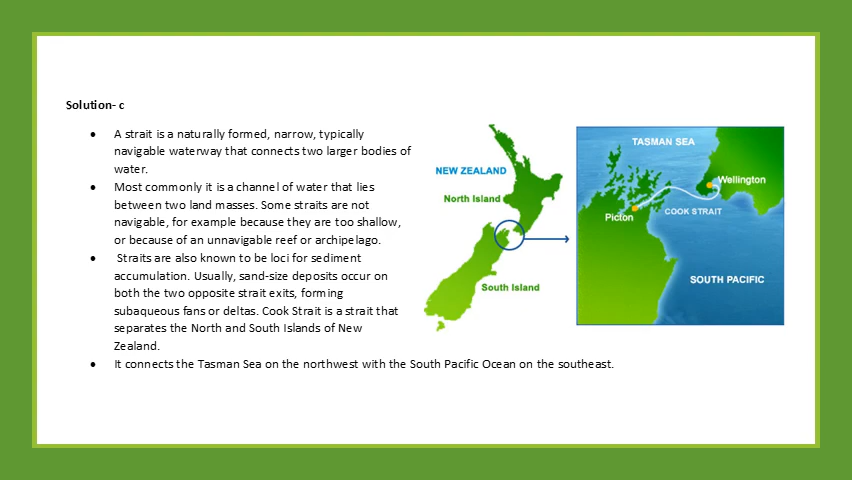 Solution- c
• A strait is a naturally formed, narrow, typically
navigable waterway that connects two larger bodies of
water.
• Most commonly it is a channel of water that lies
between two land masses. Some straits are not
navigable, for example because they are too shallow,
or because of an unnavigable reef or archipelago.
• Straits are also known to be loci for sediment
accumulation. Usually, sand-size deposits occur on
both the two opposite strait exits, forming
subaqueous fans or deltas. Cook Strait is a strait that
separates the North and South Islands of New
Zealand.
• It connects the Tasman Sea on the northwest with the South Pacific Ocean on the southeast.
NEW ZEALAND
North Island
South Island
TASMAN SEA
Wellington
COOK STRAIT
Picton
SOUTH PACIFIC